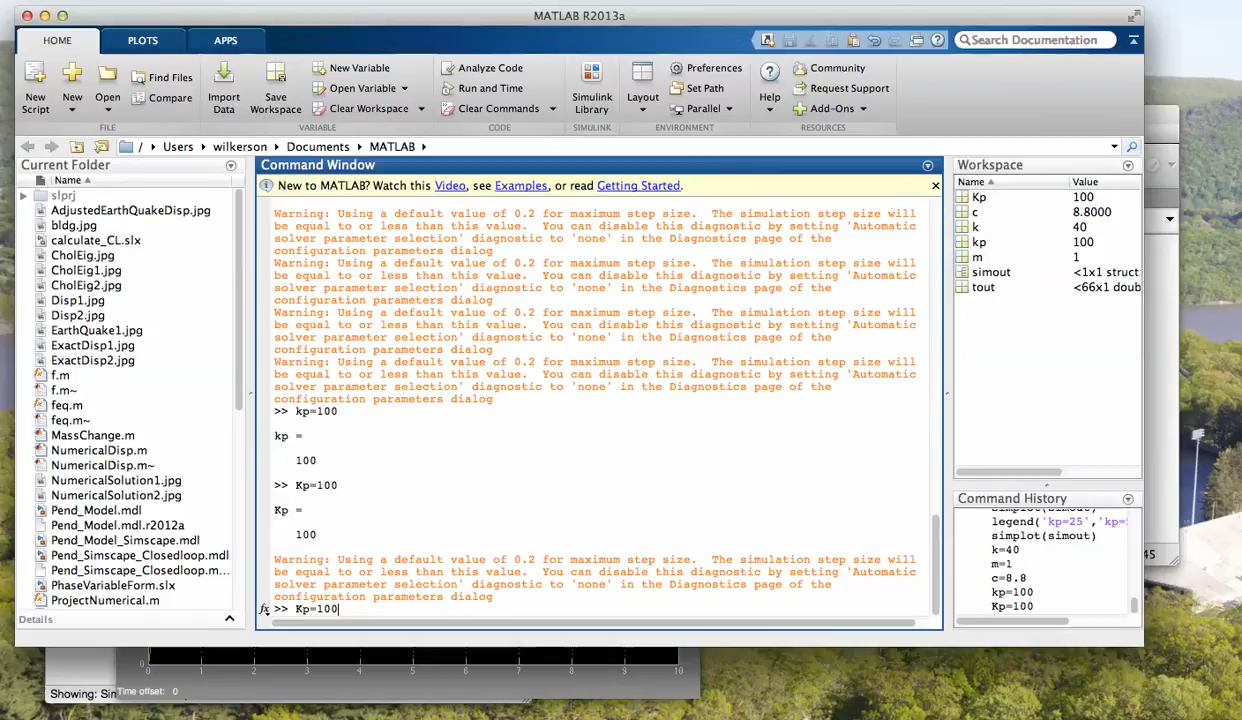 MATLAB R2013a
HOME PLOTS APPS
Search Documentation
New Script
New
Open
Find Files
Compare
Import Data
Save Workspace
New Variable
Open Variable
Clear Workspace
Analyze Code
Run and Time
Clear Commands
Simulink Library
Layout
Preferences
Set Path
Parallel
Help
Community
Request Support
Add-Ons
FILE VARIABLE CODE SIMULINK ENVIRONMENT RESOURCES
/ Users wilkerson Documents MATLAB
Current Folder
Name
slprj
AdjustedEarthQuakeDisp.jpg
bldg.jpg
calculate_CL.slx
CholEig.jpg
CholEig1.jpg
CholEig2.jpg
Disp1.jpg
Disp2.jpg
EarthQuake1.jpg
ExactDisp1.jpg
ExactDisp2.jpg
f.m
f.m~
feq.m
feq.m~
MassChange.m
NumericalDisp.m
NumericalDisp.m~
NumericalSolution1.jpg
NumericalSolution2.jpg
Pend_Model.mdl
Pend_Model.mdl.r2012a
Pend_Model_Simscape.mdl
Pend_Simscape_Closedloop.mdl
Pend_Simscape_Closedloop.m...
PhaseVariableForm.slx
ProjectNumerical.m
Details
Command Window
New to MATLAB? Watch this Video, see Examples, or read Getting Started.
Warning: Using a default value of 0.2 for maximum step size.  The simulation step size will
be equal to or less than this value.  You can disable this diagnostic by setting 'Automatic
solver parameter selection' diagnostic to 'none' in the Diagnostics page of the
configuration parameters dialog
Warning: Using a default value of 0.2 for maximum step size.  The simulation step size will
be equal to or less than this value.  You can disable this diagnostic by setting 'Automatic
solver parameter selection' diagnostic to 'none' in the Diagnostics page of the
configuration parameters dialog
Warning: Using a default value of 0.2 for maximum step size.  The simulation step size will
be equal to or less than this value.  You can disable this diagnostic by setting 'Automatic
solver parameter selection' diagnostic to 'none' in the Diagnostics page of the
configuration parameters dialog
Warning: Using a default value of 0.2 for maximum step size.  The simulation step size will
be equal to or less than this value.  You can disable this diagnostic by setting 'Automatic
solver parameter selection' diagnostic to 'none' in the Diagnostics page of the
configuration parameters dialog
>> kp=100
kp =
100
>> Kp=100
Kp =
100
Warning: Using a default value of 0.2 for maximum step size.  The simulation step size will
be equal to or less than this value.  You can disable this diagnostic by setting 'Automatic
solver parameter selection' diagnostic to 'none' in the Diagnostics page of the
configuration parameters dialog
fx >> Kp=100
Workspace
Name Value
Kp 100
c 8.8000
k 40
kp 100
m 1
simout <1x1 struct
tout <66x1 doub
Command History
simplot(simout)
legend('kp=25','kp=
simplot(simout)
k=40
m=1
c=8.8
kp=100
Kp=100
45
0 1 2 3 4 5 6 7 8 9 10
Showing: Sim
Time offset: 0